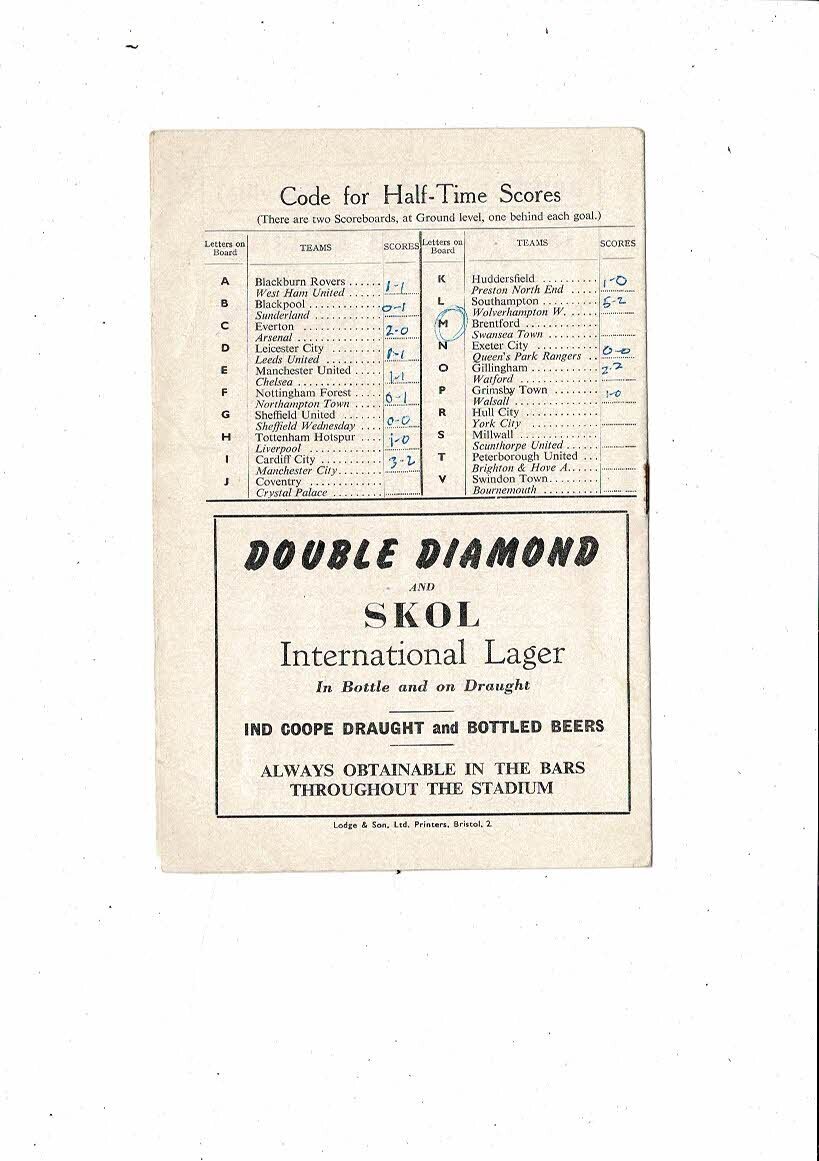 Code for Half-Time Scores
(There are two Scoreboards, at Ground level, one behind each goal.)
Letters on Board TEAMS SCORES
A Blackburn Rovers ...... 1-1
West Ham United ......
B Blackpool ............ 0-1
Sunderland ............
C Everton ............ 2-0
Arsenal ............
D Leicester City ........ 1-1
Leeds United ..........
E Manchester United .... 1-1
Chelsea ............
F Nottingham Forest .... 0-1
Northampton Town .....
G Sheffield United ...... 0-0
Sheffield Wednesday ....
H Tottenham Hotspur .... 1-0
Liverpool ............
I Cardiff City .......... 3-2
Manchester City........
J Coventry ............
Crystal Palace .........
Letters on Board TEAMS SCORES
K Huddersfield .......... 1-0
Preston North End .....
L Southampton .......... 5-2
Wolverhampton W. .....
M Brentford ............
Swansea Town .........
N Exeter City .......... 0-0
Queen's Park Rangers ..
O Gillingham .......... 2-2
Watford ............
P Grimsby Town ........ 1-0
Walsall ............
R Hull City ............
York City ............
S Millwall ............
Scunthorpe United ......
T Peterborough United ...
Brighton & Hove A.....
V Swindon Town.........
Bournemouth ..........
DOUBLE DIAMOND
AND
SKOL
International Lager
In Bottle and on Draught
IND COOPE DRAUGHT and BOTTLED BEERS
ALWAYS OBTAINABLE IN THE BARS
THROUGHOUT THE STADIUM
Lodge & Son, Ltd. Printers, Bristol, 2